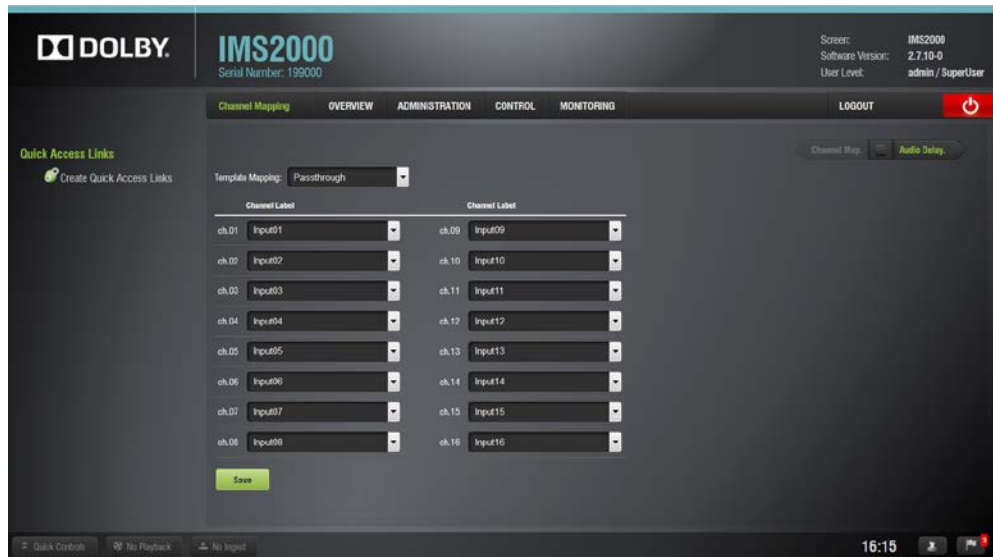 DOLBY.
IMS2000
Serial Number: 199000
Screen: IMS2000
Software Version: 2.7.10-0
User Level: admin / SuperUser
Channel Mapping OVERVIEW ADMINISTRATION CONTROL MONITORING LOGOUT
Quick Access Links
Create Quick Access Links
Channel Map. Audio Delay.
Template Mapping: Passthrough
Channel Label Channel Label
ch.01 Input01 ch.09 Input09
ch.02 Input02 ch.10 Input10
ch.03 Input03 ch.11 Input11
ch.04 Input04 ch.12 Input12
ch.05 Input05 ch.13 Input13
ch.06 Input06 ch.14 Input14
ch.07 Input07 ch.15 Input15
ch.08 Input08 ch.16 Input16
Save
Quick Controls No Playback No Ingest 16:15